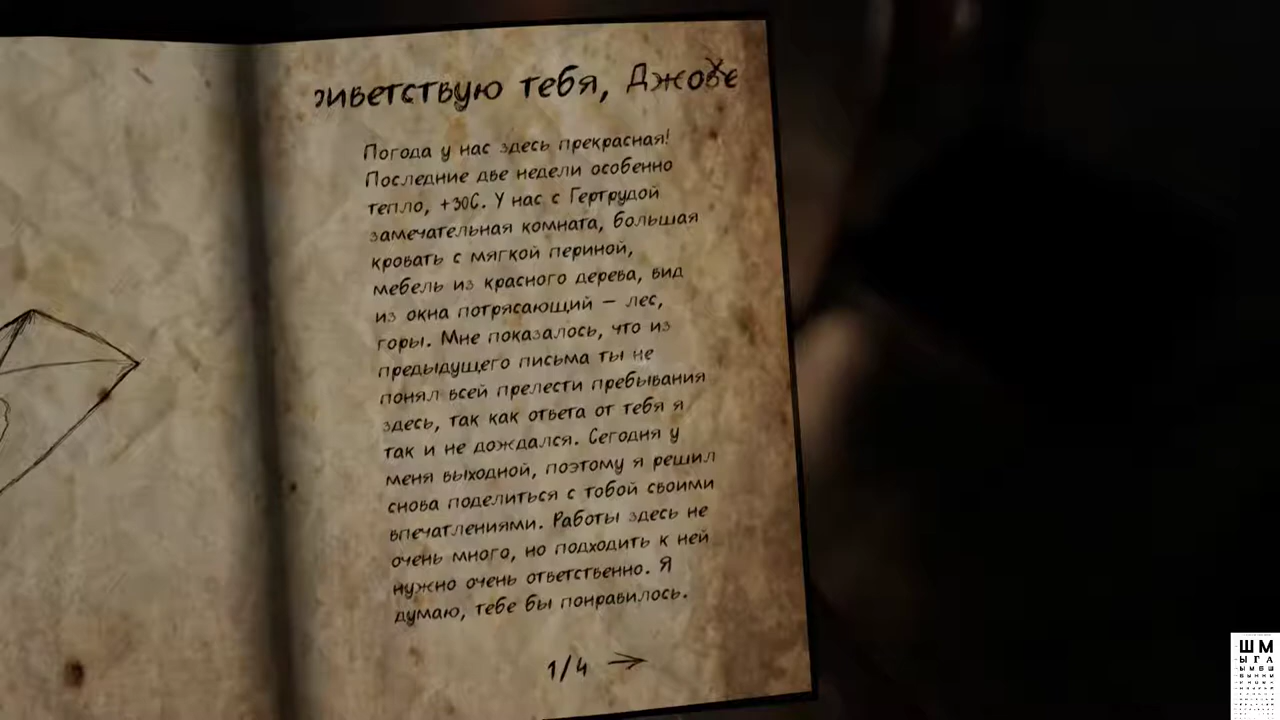 риветствую тебя, Джове
Погода у нас здесь прекрасная!
Последние две недели особенно
тепло, +30С. У нас с Гертрудой
замечательная комната, большая
кровать с мягкой периной,
мебель из красного дерева, вид
из окна потрясающий – лес,
горы. Мне показалось, что из
предыдущего письма ты не
понял всей прелести пребывания
здесь, так как ответа от тебя я
так и не дождался. Сегодня у
меня выходной, поэтому я решил
снова поделиться с тобой своими
впечатлениями. Работы здесь не
очень много, но подходить к ней
нужно очень ответственно. Я
думаю, тебе бы понравилось.
1/4 →
Ш М
Ы Г А
Ы М Б Ш